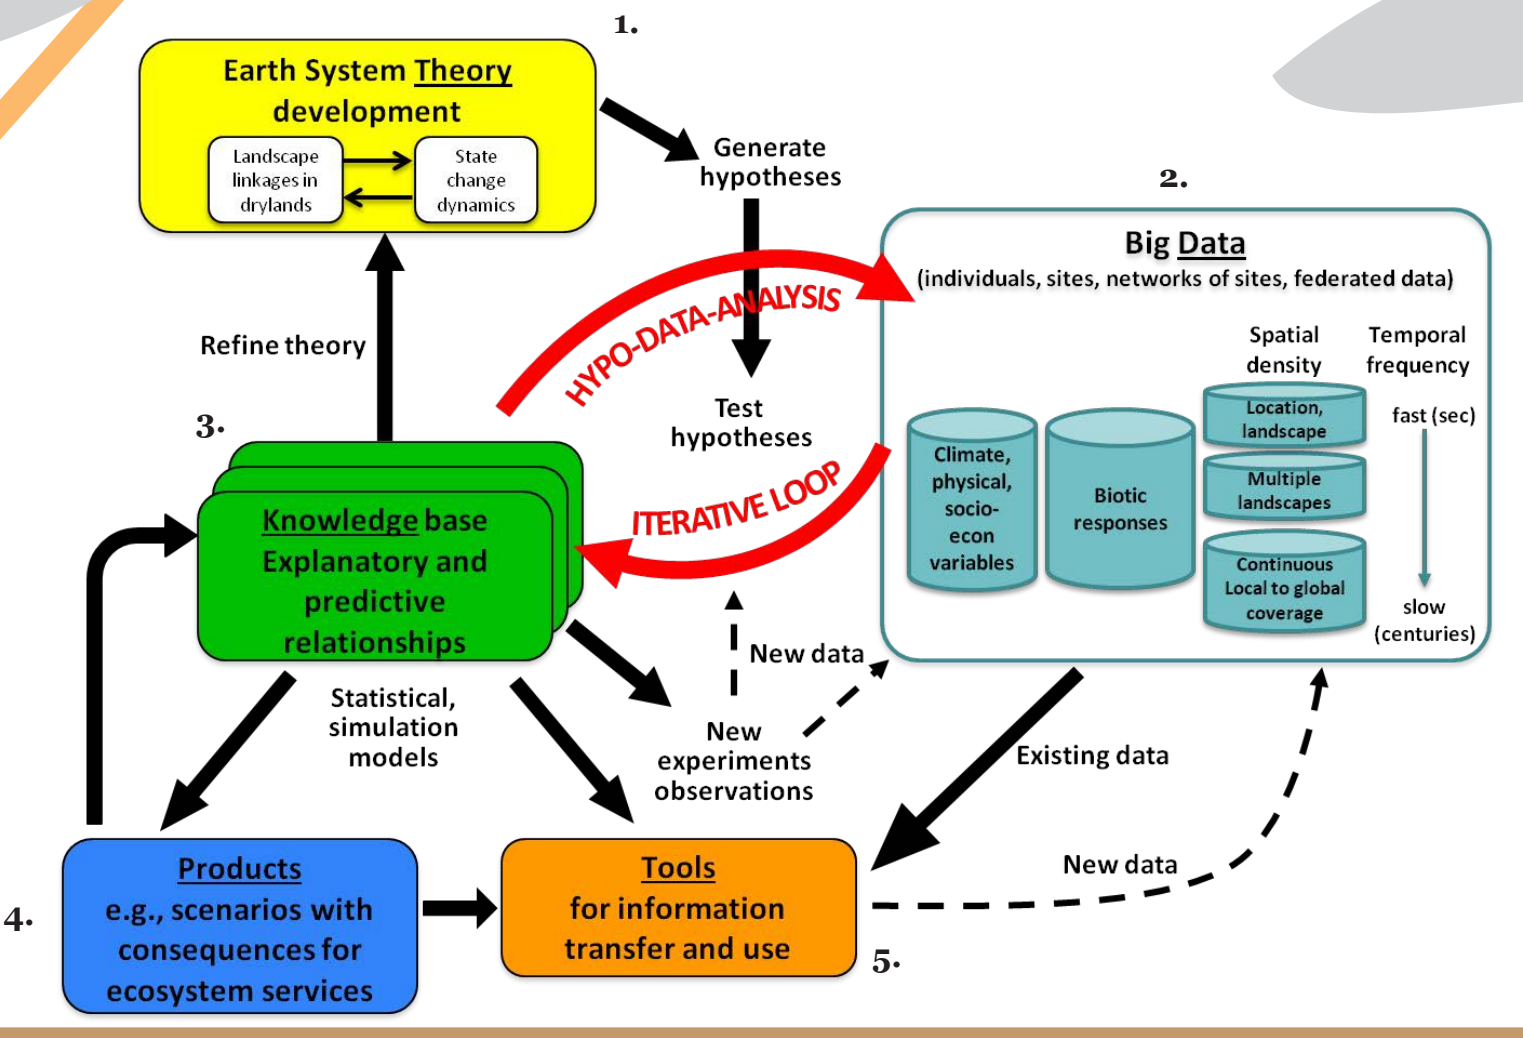 1.
Earth System Theory
development
Landscape
linkages in
drylands
State
change
dynamics
Generate
hypotheses
2.
Big Data
(individuals, sites, networks of sites, federated data)
Spatial
density
Temporal
frequency
Location,
landscape
Multiple
landscapes
Continuous
Local to global
coverage
fast (sec)
slow
(centuries)
Climate,
physical,
socio-
econ
variables
Biotic
responses
HYPO-DATA-ANALYSIS
ITERATIVE LOOP
Test
hypotheses
Refine theory
3.
Knowledge base
Explanatory and
predictive
relationships
Statistical,
simulation
models
New data
New
experiments
observations
Existing data
New data
4.
Products
e.g., scenarios with
consequences for
ecosystem services
Tools
for information
transfer and use
5.